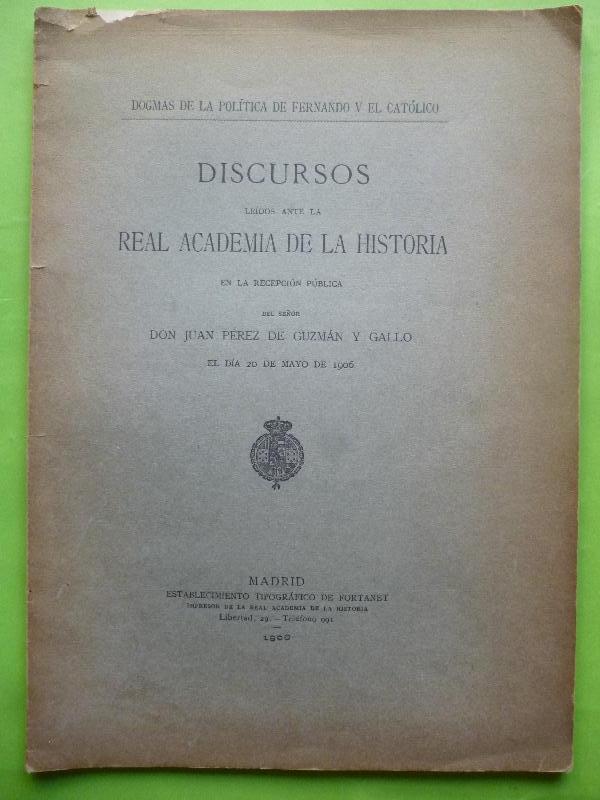 DOGMAS DE LA POLÍTICA DE FERNANDO V EL CATÓLICO
DISCURSOS
LEÍDOS ANTE LA
REAL ACADEMIA DE LA HISTORIA
EN LA RECEPCIÓN PÚBLICA
DEL SEÑOR
DON JUAN PÉREZ DE GUZMÁN Y GALLO
EL DÍA 20 DE MAYO DE 1906
MADRID
ESTABLECIMIENTO TIPOGRÁFICO DE FORTANET
IMPRESOR DE LA REAL ACADEMIA DE LA HISTORIA
Libertad, 29.—Teléfono 991
1906